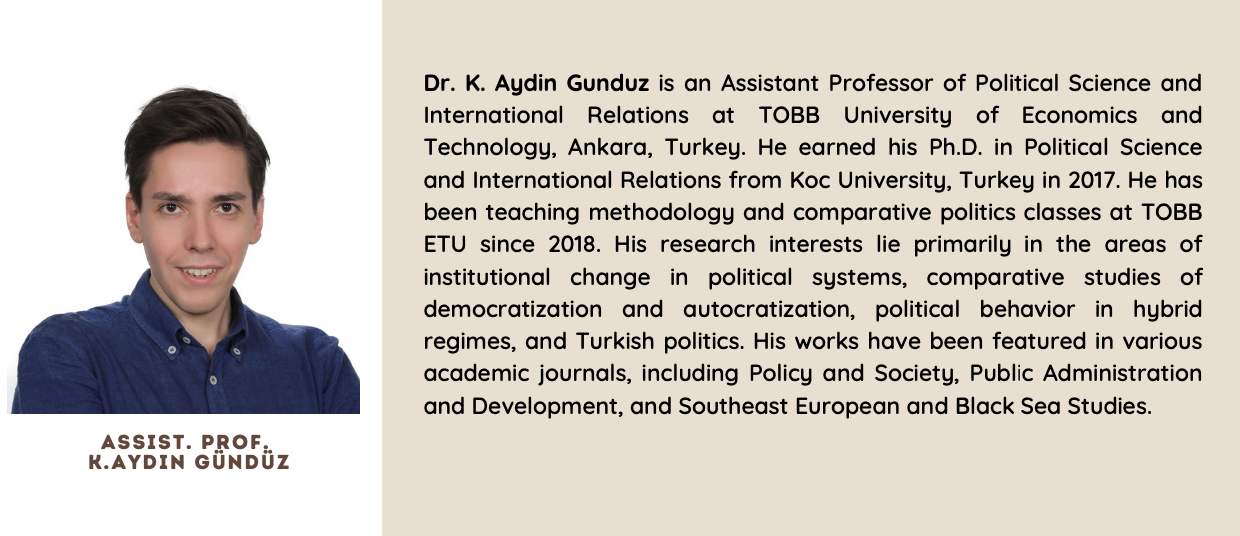 Dr. K. Aydin Gunduz is an Assistant Professor of Political Science and
International Relations at TOBB University of Economics and
Technology, Ankara, Turkey. He earned his Ph.D. in Political Science
and International Relations from Koc University, Turkey in 2017. He has
been teaching methodology and comparative politics classes at TOBB
ETU since 2018. His research interests lie primarily in the areas of
institutional change in political systems, comparative studies of
democratization and autocratization, political behavior in hybrid
regimes, and Turkish politics. His works have been featured in various
academic journals, including Policy and Society, Public Administration
and Development, and Southeast European and Black Sea Studies.
ASSIST. PROF.
K.AYDIN GÜNDÜZ